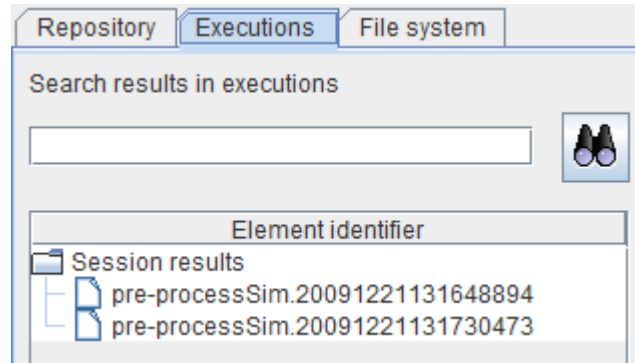 Repository Executions File system
Search results in executions
Element identifier
Session results
pre-processSim.20091221131648894
pre-processSim.20091221131730473